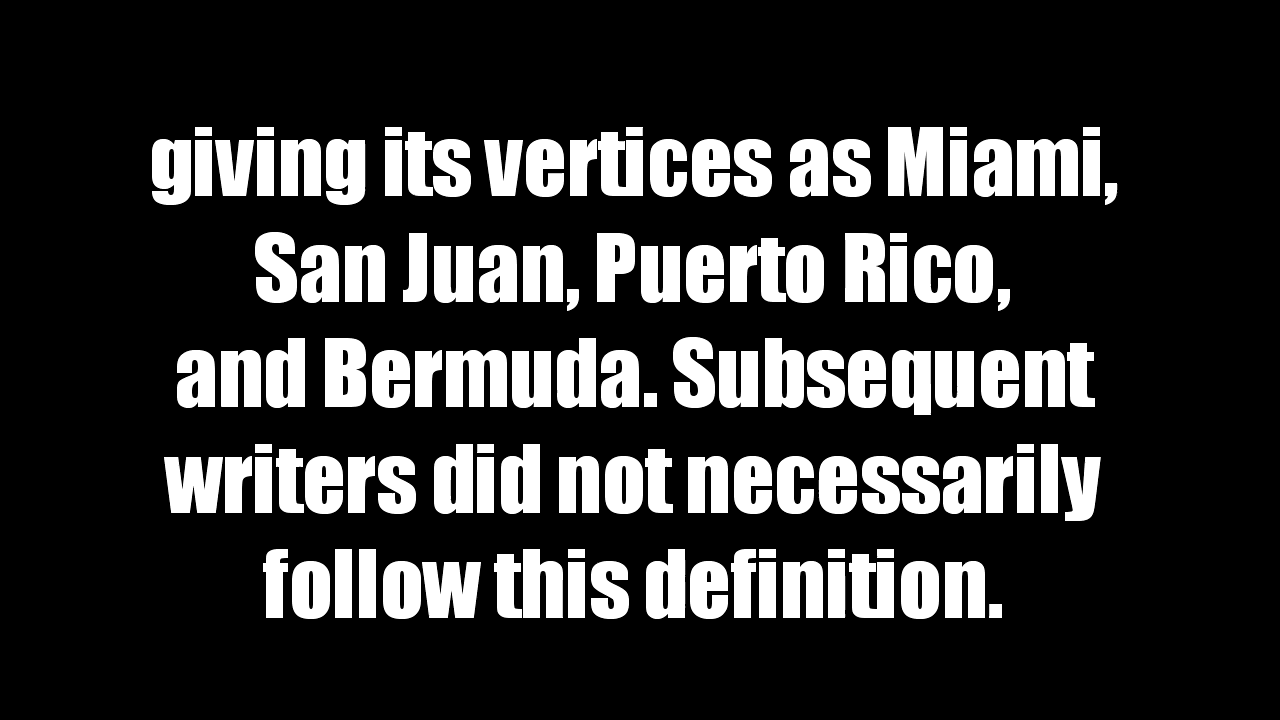 giving its vertices as Miami,
San Juan, Puerto Rico,
and Bermuda. Subsequent
writers did not necessarily
follow this definition.